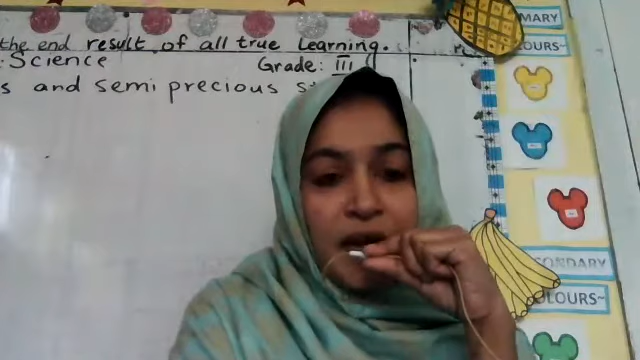 the end result of all true Learning.
: Science Grade: III
s and semi precious s
MARY
OURS~
ONDARY
OLOURS~